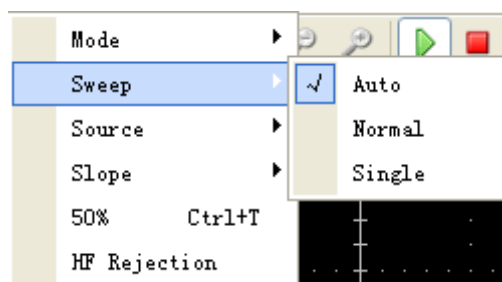 Mode
Sweep
Source
Slope
50% Ctrl+T
HF Rejection
Auto
Normal
Single